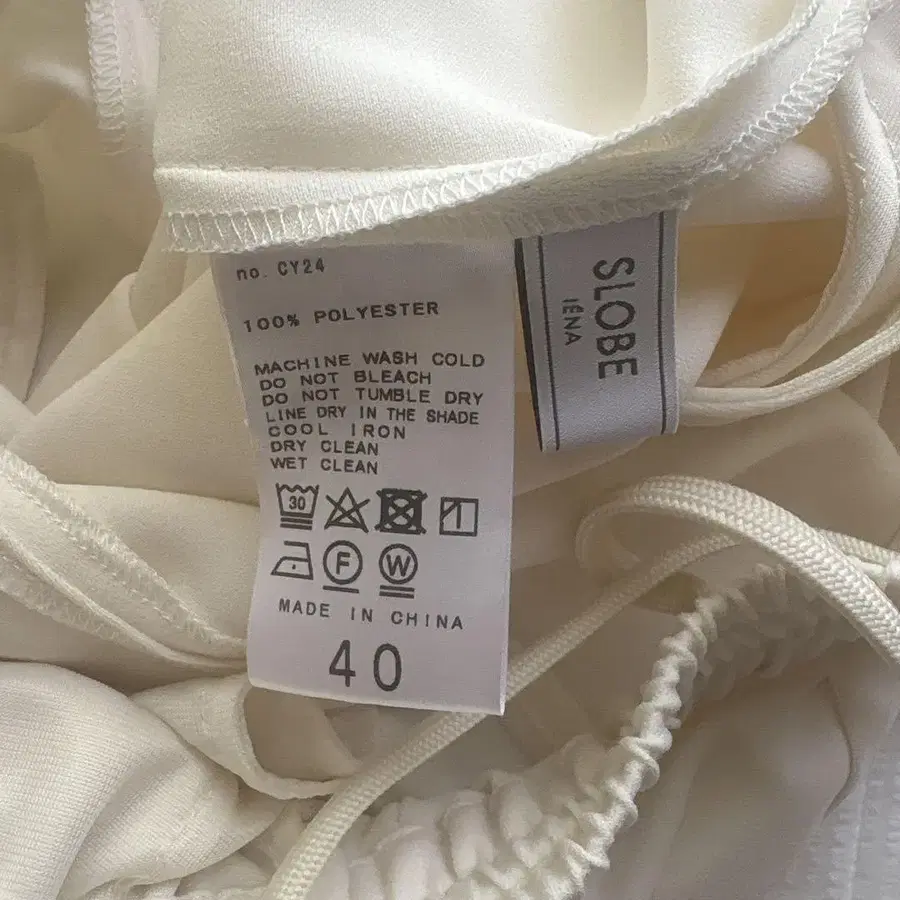 no. CY24
100% POLYESTER
MACHINE WASH COLD
DO NOT BLEACH
DO NOT TUMBLE DRY
LINE DRY IN THE SHADE
COOL IRON
DRY CLEAN
WET CLEAN
30
F W
MADE IN CHINA
40
SLOBE
IÉNA